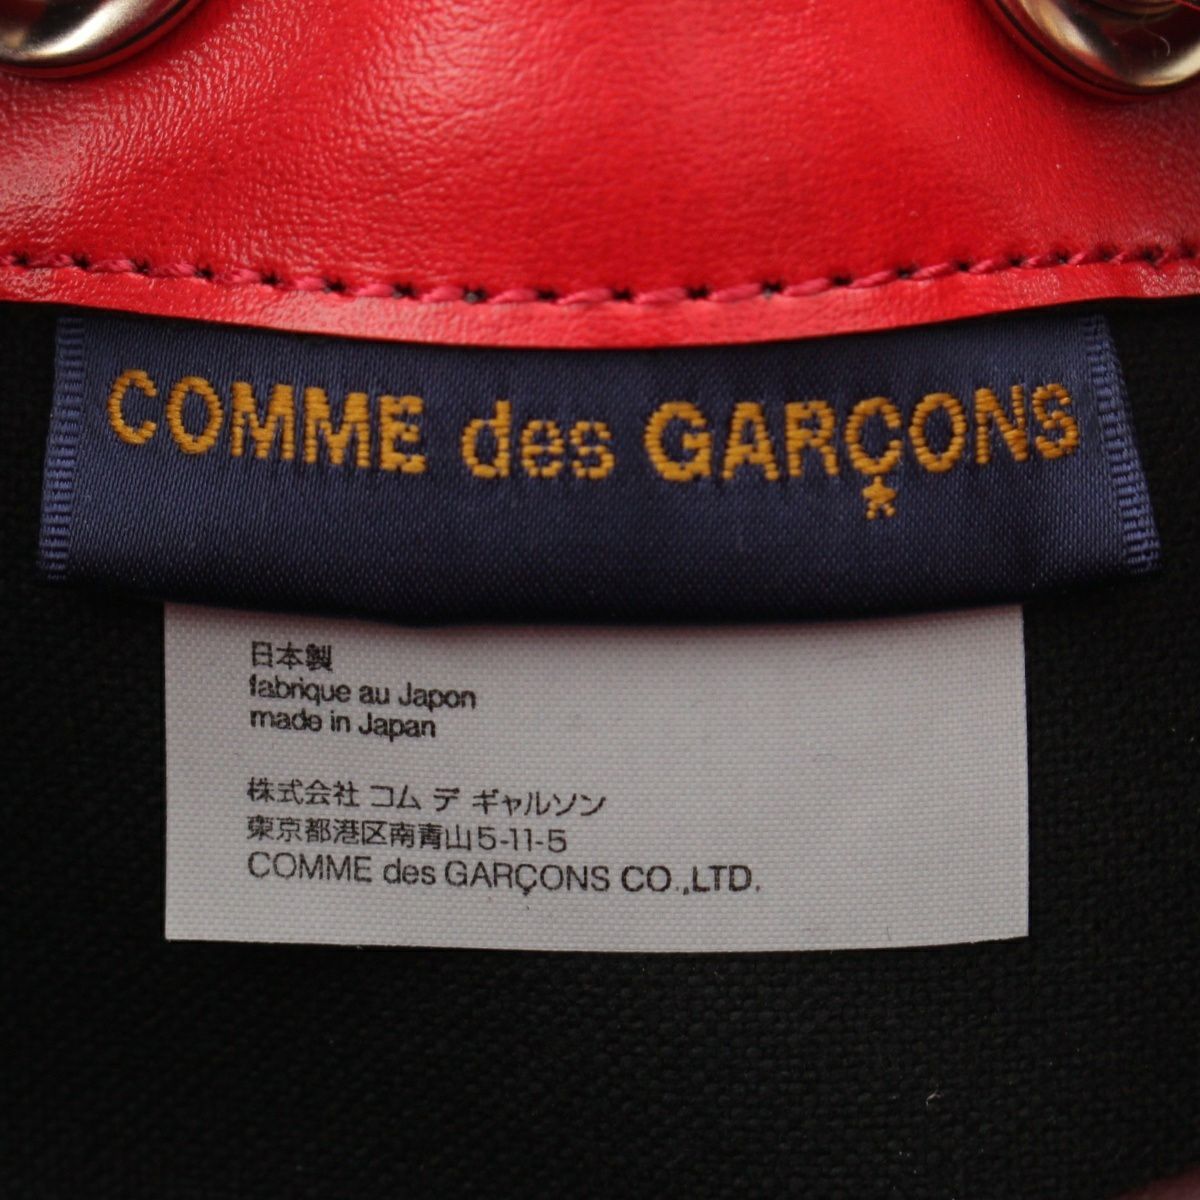 COMME des GARÇONS
日本製
fabrique au Japon
made in Japan
株式会社 コム デ ギャルソン
東京都港区南青山5-11-5
COMME des GARÇONS CO.,LTD.